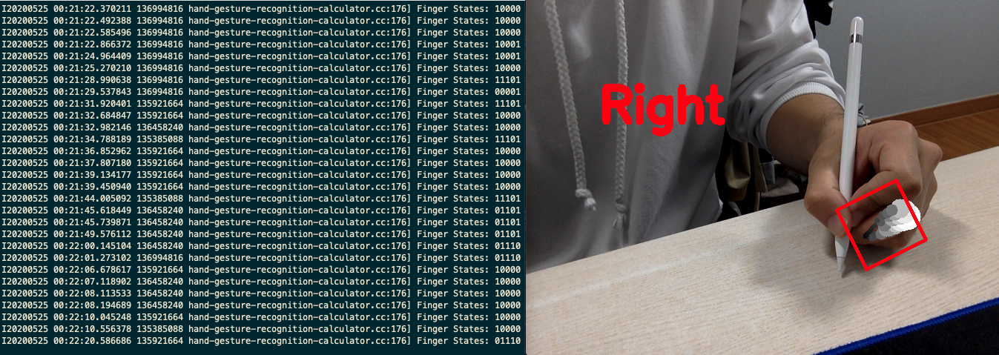 I20200525 00:21:22.370211 136994816 hand-gesture-recognition-calculator.cc:176] Finger States: 10000
I20200525 00:21:22.492388 136994816 hand-gesture-recognition-calculator.cc:176] Finger States: 10000
I20200525 00:21:22.585496 136994816 hand-gesture-recognition-calculator.cc:176] Finger States: 10000
I20200525 00:21:22.866372 136994816 hand-gesture-recognition-calculator.cc:176] Finger States: 10001
I20200525 00:21:24.964409 136994816 hand-gesture-recognition-calculator.cc:176] Finger States: 10001
I20200525 00:21:25.270210 136994816 hand-gesture-recognition-calculator.cc:176] Finger States: 10000
I20200525 00:21:28.990638 136994816 hand-gesture-recognition-calculator.cc:176] Finger States: 11101
I20200525 00:21:29.537843 136994816 hand-gesture-recognition-calculator.cc:176] Finger States: 00001
I20200525 00:21:31.920401 135921664 hand-gesture-recognition-calculator.cc:176] Finger States: 11101
I20200525 00:21:32.684847 135921664 hand-gesture-recognition-calculator.cc:176] Finger States: 10000
I20200525 00:21:32.982146 136458240 hand-gesture-recognition-calculator.cc:176] Finger States: 10000
I20200525 00:21:34.788189 135385088 hand-gesture-recognition-calculator.cc:176] Finger States: 11101
I20200525 00:21:36.852962 135921664 hand-gesture-recognition-calculator.cc:176] Finger States: 10000
I20200525 00:21:37.807180 135921664 hand-gesture-recognition-calculator.cc:176] Finger States: 10000
I20200525 00:21:39.134177 135921664 hand-gesture-recognition-calculator.cc:176] Finger States: 10000
I20200525 00:21:39.450940 135921664 hand-gesture-recognition-calculator.cc:176] Finger States: 10000
I20200525 00:21:44.005092 135385088 hand-gesture-recognition-calculator.cc:176] Finger States: 11101
I20200525 00:21:45.618449 136458240 hand-gesture-recognition-calculator.cc:176] Finger States: 01101
I20200525 00:21:45.739871 136458240 hand-gesture-recognition-calculator.cc:176] Finger States: 01101
I20200525 00:21:49.576112 136458240 hand-gesture-recognition-calculator.cc:176] Finger States: 01101
I20200525 00:22:00.145104 136458240 hand-gesture-recognition-calculator.cc:176] Finger States: 01110
I20200525 00:22:01.273102 136994816 hand-gesture-recognition-calculator.cc:176] Finger States: 01110
I20200525 00:22:06.678617 135921664 hand-gesture-recognition-calculator.cc:176] Finger States: 10000
I20200525 00:22:07.118902 136458240 hand-gesture-recognition-calculator.cc:176] Finger States: 10000
I20200525 00:22:08.113533 136458240 hand-gesture-recognition-calculator.cc:176] Finger States: 10000
I20200525 00:22:08.194689 136458240 hand-gesture-recognition-calculator.cc:176] Finger States: 10000
I20200525 00:22:10.045248 135921664 hand-gesture-recognition-calculator.cc:176] Finger States: 10000
I20200525 00:22:10.556378 135385088 hand-gesture-recognition-calculator.cc:176] Finger States: 10000
I20200525 00:22:20.586686 135921664 hand-gesture-recognition-calculator.cc:176] Finger States: 01110
Right